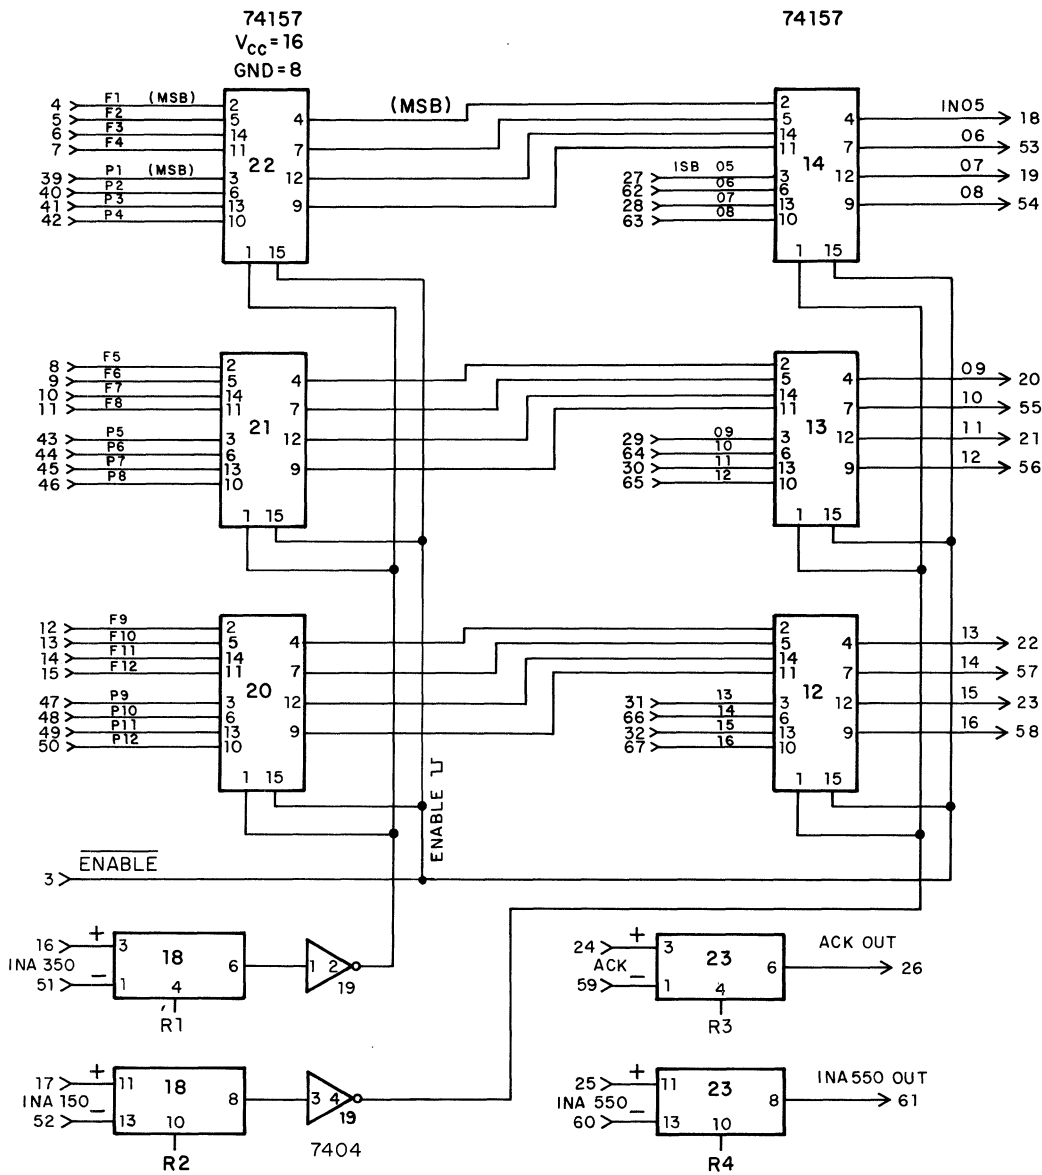 74157
V_CC=16
GND=8
74157
4 F1 (MSB) 2
5 F2 5
6 F3 14
7 F4 11
39 P1 (MSB) 3
40 P2 6
41 P3 13
42 P4 10
22
4 (MSB)
7
12
9
1 15
2
5
14
11
27 ISB 05 3
62 06 6
28 07 13
63 08 10
14
4 IN05 18
7 06 53
12 07 19
9 08 54
1 15
8 F5 2
9 F6 5
10 F7 14
11 F8 11
43 P5 3
44 P6 6
45 P7 13
46 P8 10
21
4
7
12
9
1 15
2
5
14
11
29 09 3
64 10 6
30 11 13
65 12 10
13
4 09 20
7 10 55
12 11 21
9 12 56
1 15
12 F9 2
13 F10 5
14 F11 14
15 F12 11
47 P9 3
48 P10 6
49 P11 13
50 P12 10
20
4
7
12
9
1 15
2
5
14
11
31 13 3
66 14 6
32 15 13
67 16 10
12
4 13 22
7 14 57
12 15 23
9 16 58
1 15
ENABLE
3 ENABLE
16 + 3
INA 350
51 − 1
18
6
4
R1
1 2
19
24 + 3
ACK
59 − 1
23
6
4
R3
ACK OUT
26
17 + 11
INA 150
52 − 13
18
8
10
R2
3 4
19
7404
25 + 11
INA 550
60 − 13
23
8
10
R4
INA550 OUT
61